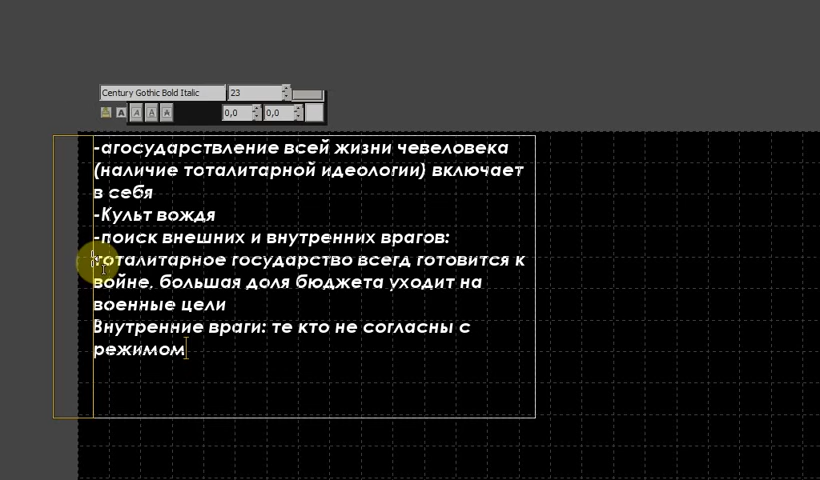 Century Gothic Bold Italic 23
0,0 0,0
-агосударствление всей жизни чевеловека
(наличие тоталитарной идеологии) включает
в себя
-Культ вождя
-поиск внешних и внутренних врагов:
тоталитарное государство всегд готовится к
войне, большая доля бюджета уходит на
военные цели
Внутренние враги: те кто не согласны с
режимом